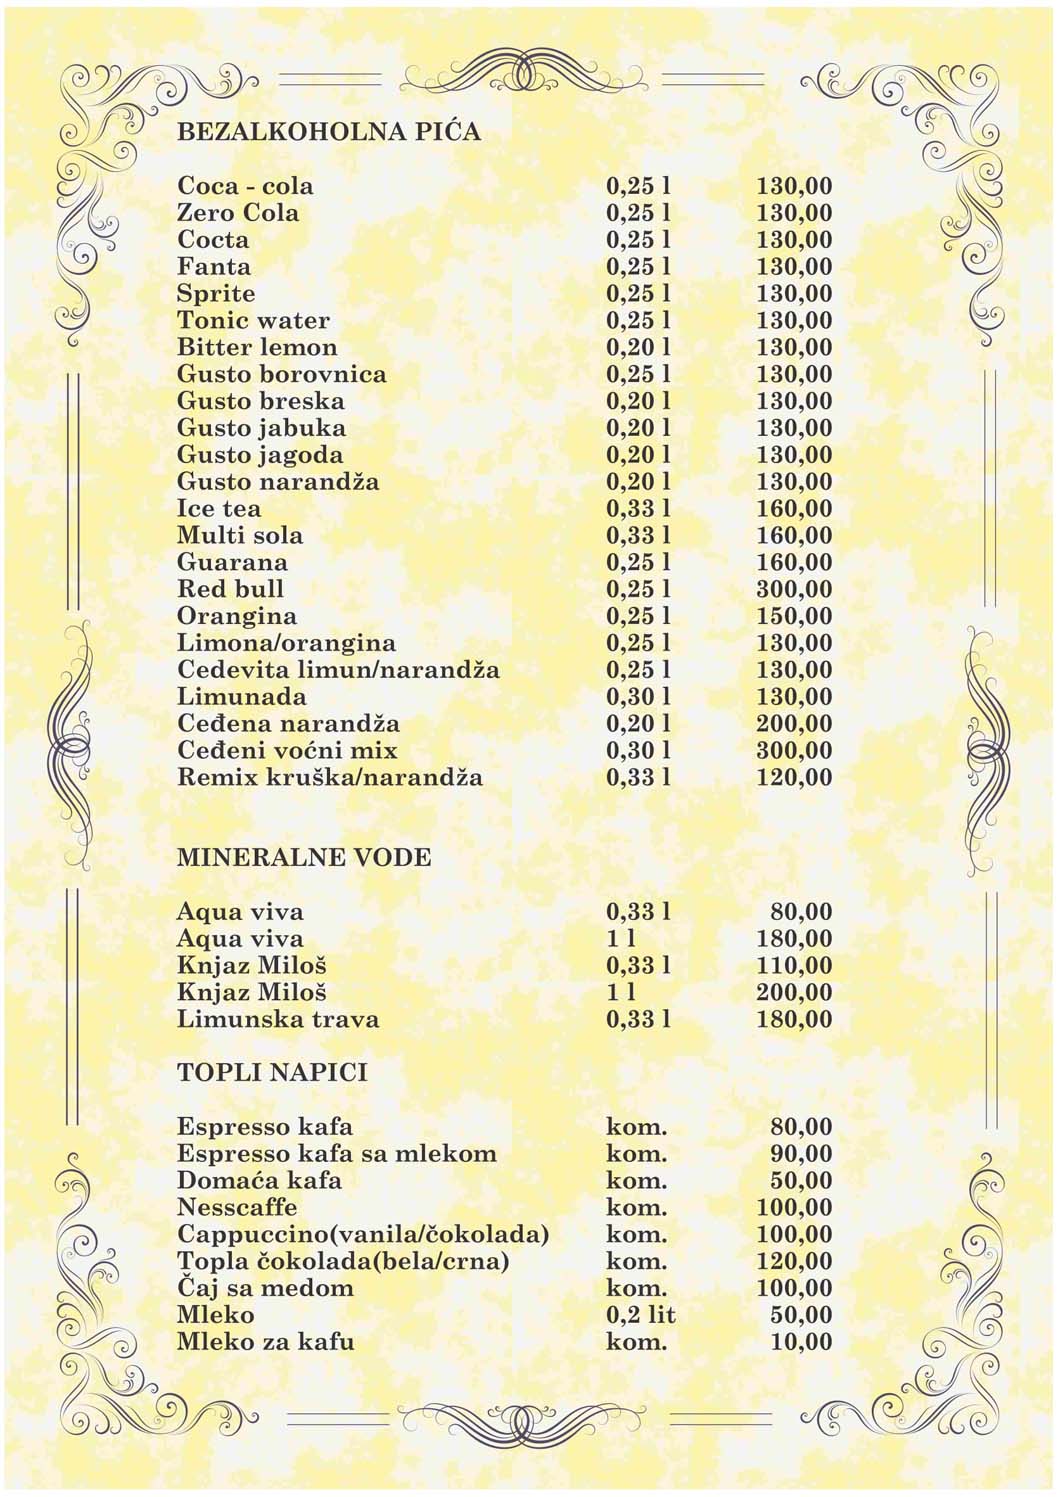 BEZALKOHOLNA PIĆA
Coca - cola 0,25 l 130,00
Zero Cola 0,25 l 130,00
Cocta 0,25 l 130,00
Fanta 0,25 l 130,00
Sprite 0,25 l 130,00
Tonic water 0,25 l 130,00
Bitter lemon 0,20 l 130,00
Gusto borovnica 0,25 l 130,00
Gusto breska 0,20 l 130,00
Gusto jabuka 0,20 l 130,00
Gusto jagoda 0,20 l 130,00
Gusto narandža 0,20 l 130,00
Ice tea 0,33 l 160,00
Multi sola 0,33 l 160,00
Guarana 0,25 l 160,00
Red bull 0,25 l 300,00
Orangina 0,25 l 150,00
Limona/orangina 0,25 l 130,00
Cedevita limun/narandža 0,25 l 130,00
Limunada 0,30 l 130,00
Ceđena narandža 0,20 l 200,00
Ceđeni voćni mix 0,30 l 300,00
Remix kruška/narandža 0,33 l 120,00
MINERALNE VODE
Aqua viva 0,33 l 80,00
Aqua viva 1 l 180,00
Knjaz Miloš 0,33 l 110,00
Knjaz Miloš 1 l 200,00
Limunska trava 0,33 l 180,00
TOPLI NAPICI
Espresso kafa kom. 80,00
Espresso kafa sa mlekom kom. 90,00
Domaća kafa kom. 50,00
Nesscaffe kom. 100,00
Cappuccino(vanila/čokolada) kom. 100,00
Topla čokolada(bela/crna) kom. 120,00
Čaj sa medom kom. 100,00
Mleko 0,2 lit 50,00
Mleko za kafu kom. 10,00